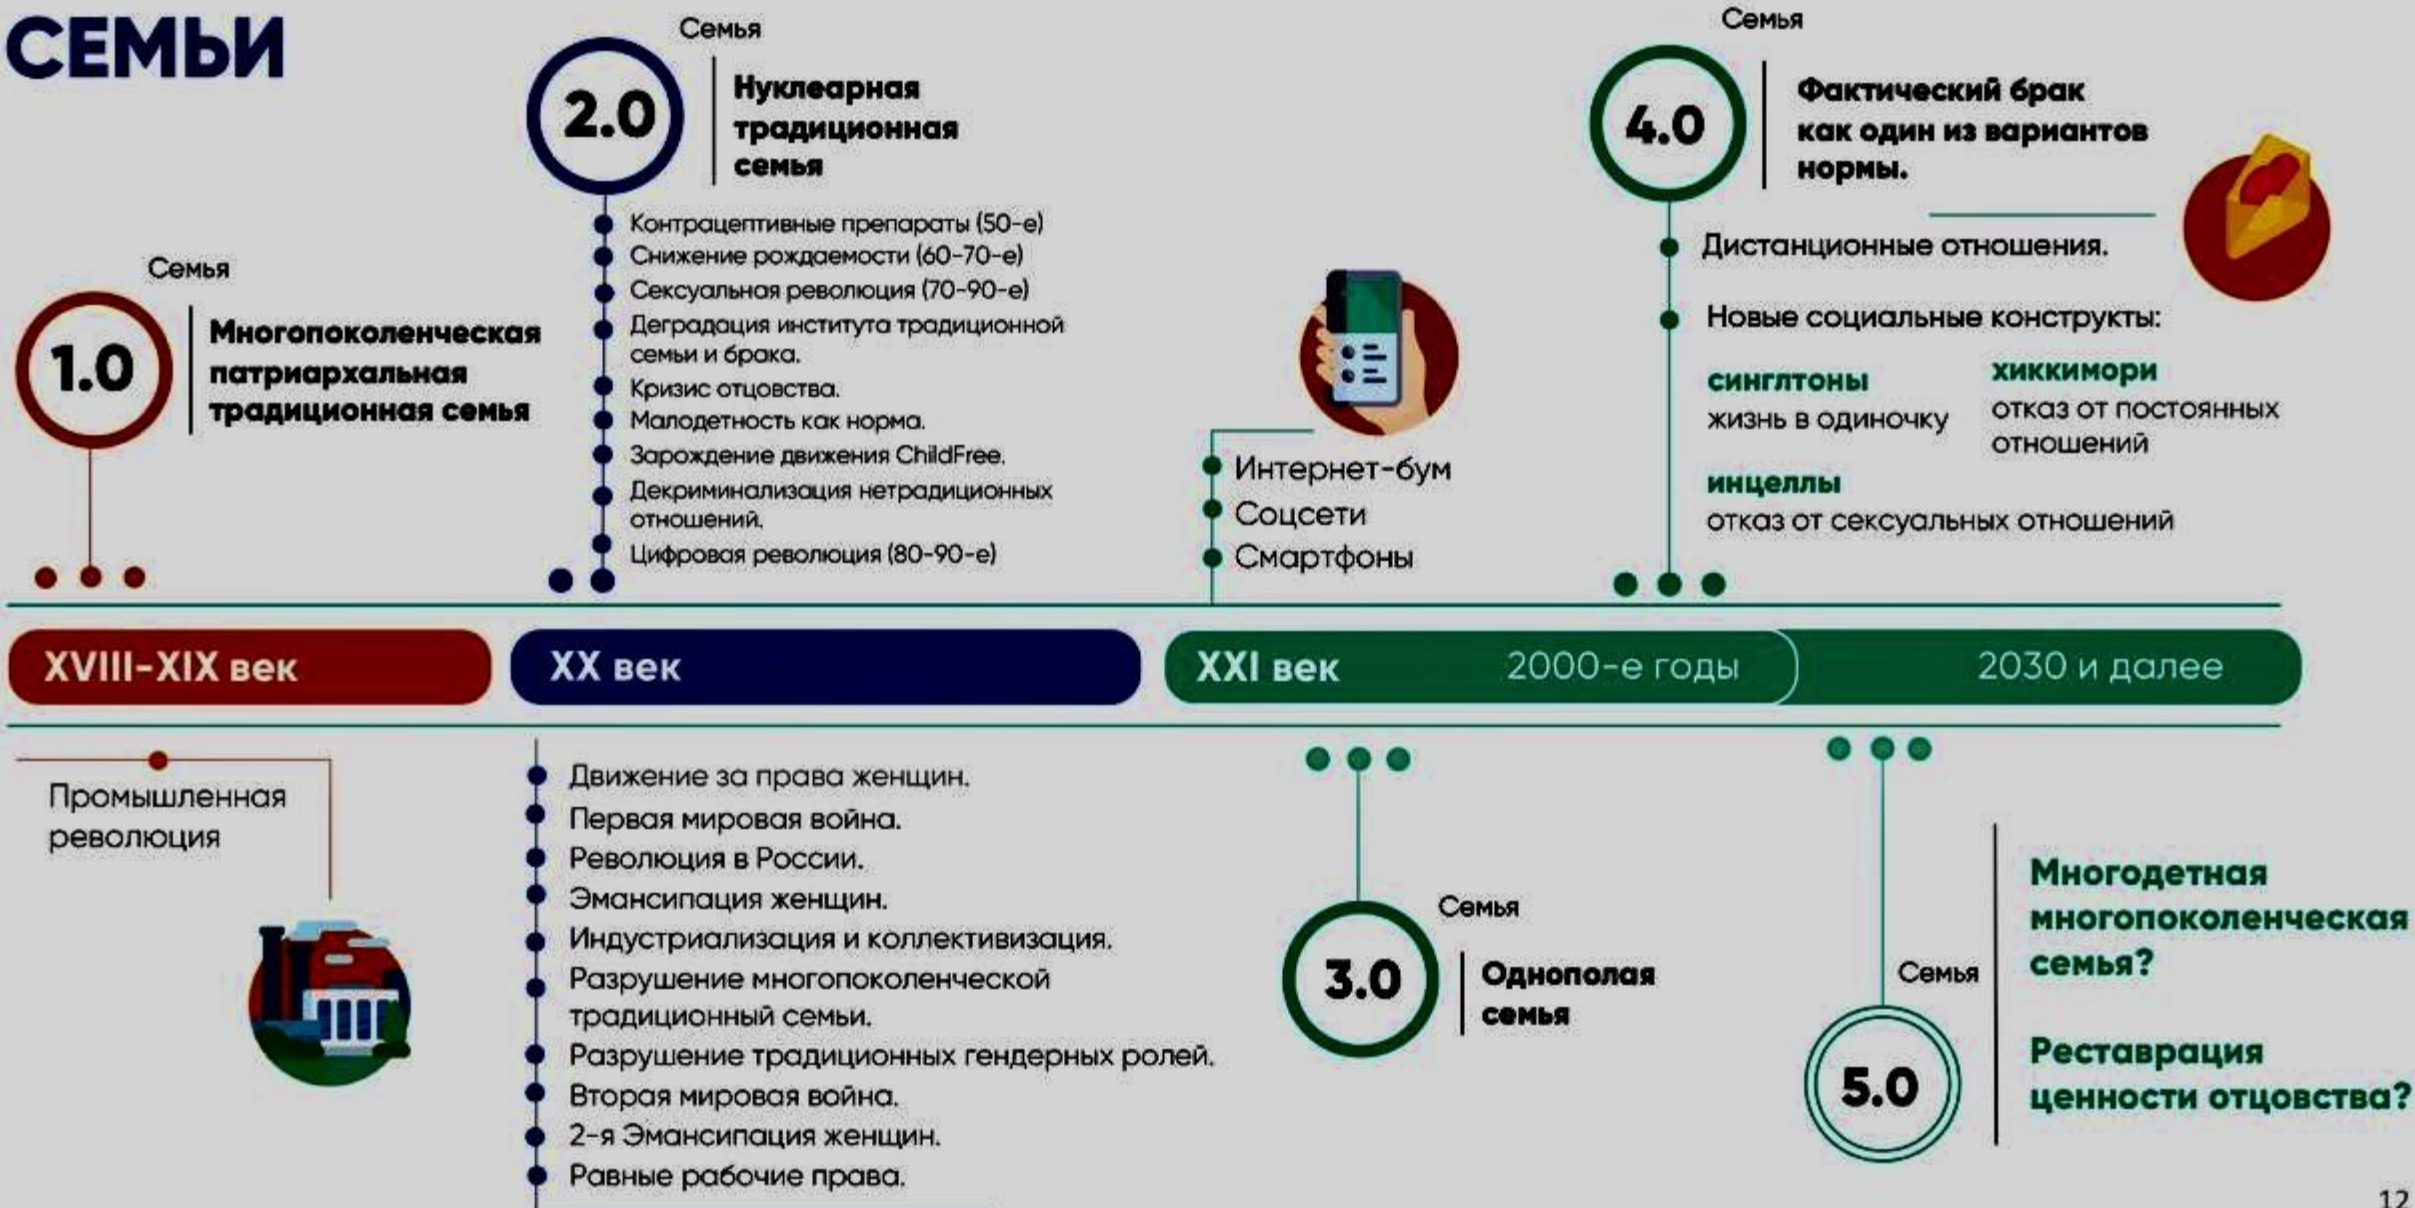 СЕМЬИ
Семья
1.0
Многопоколенческая
патриархальная
традиционная семья
Семья
2.0
Нуклеарная
традиционная
семья
Контрацептивные препараты (50-е)
Снижение рождаемости (60-70-е)
Сексуальная революция (70-90-е)
Деградация института традиционной
семьи и брака.
Кризис отцовства.
Малодетность как норма.
Зарождение движения ChildFree.
Декриминализация нетрадиционных
отношений.
Цифровая революция (80-90-е)
Интернет-бум
Соцсети
Смартфоны
Семья
4.0
Фактический брак
как один из вариантов
нормы.
Дистанционные отношения.
Новые социальные конструкты:
синглтоны
жизнь в одиночку
хиккимори
отказ от постоянных
отношений
инцеллы
отказ от сексуальных отношений
XVIII-XIX век
XX век
XXI век
2000-е годы
2030 и далее
Промышленная
революция
Движение за права женщин.
Первая мировая война.
Революция в России.
Эмансипация женщин.
Индустриализация и коллективизация.
Разрушение многопоколенческой
традиционный семьи.
Разрушение традиционных гендерных ролей.
Вторая мировая война.
2-я Эмансипация женщин.
Равные рабочие права.
Семья
3.0
Однополая
семья
Семья
5.0
Многодетная
многопоколенческая
семья?
Реставрация
ценности отцовства?
12